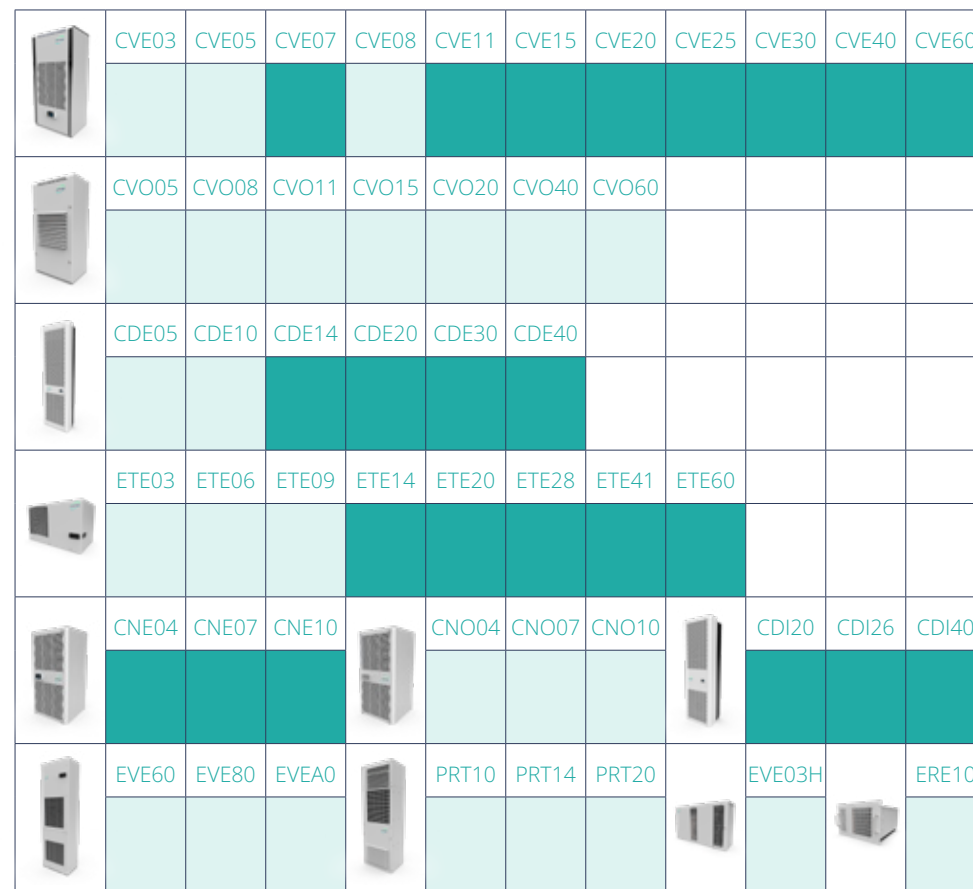 CVE03 CVE05 CVE07 CVE08 CVE11 CVE15 CVE20 CVE25 CVE30 CVE40 CVE60
CVO05 CVO08 CVO11 CVO15 CVO20 CVO40 CVO60
CDE05 CDE10 CDE14 CDE20 CDE30 CDE40
ETE03 ETE06 ETE09 ETE14 ETE20 ETE28 ETE41 ETE60
CNE04 CNE07 CNE10 CNO04 CNO07 CNO10 CDI20 CDI26 CDI40
EVE60 EVE80 EVEA0 PRT10 PRT14 PRT20 EVE03H ERE10